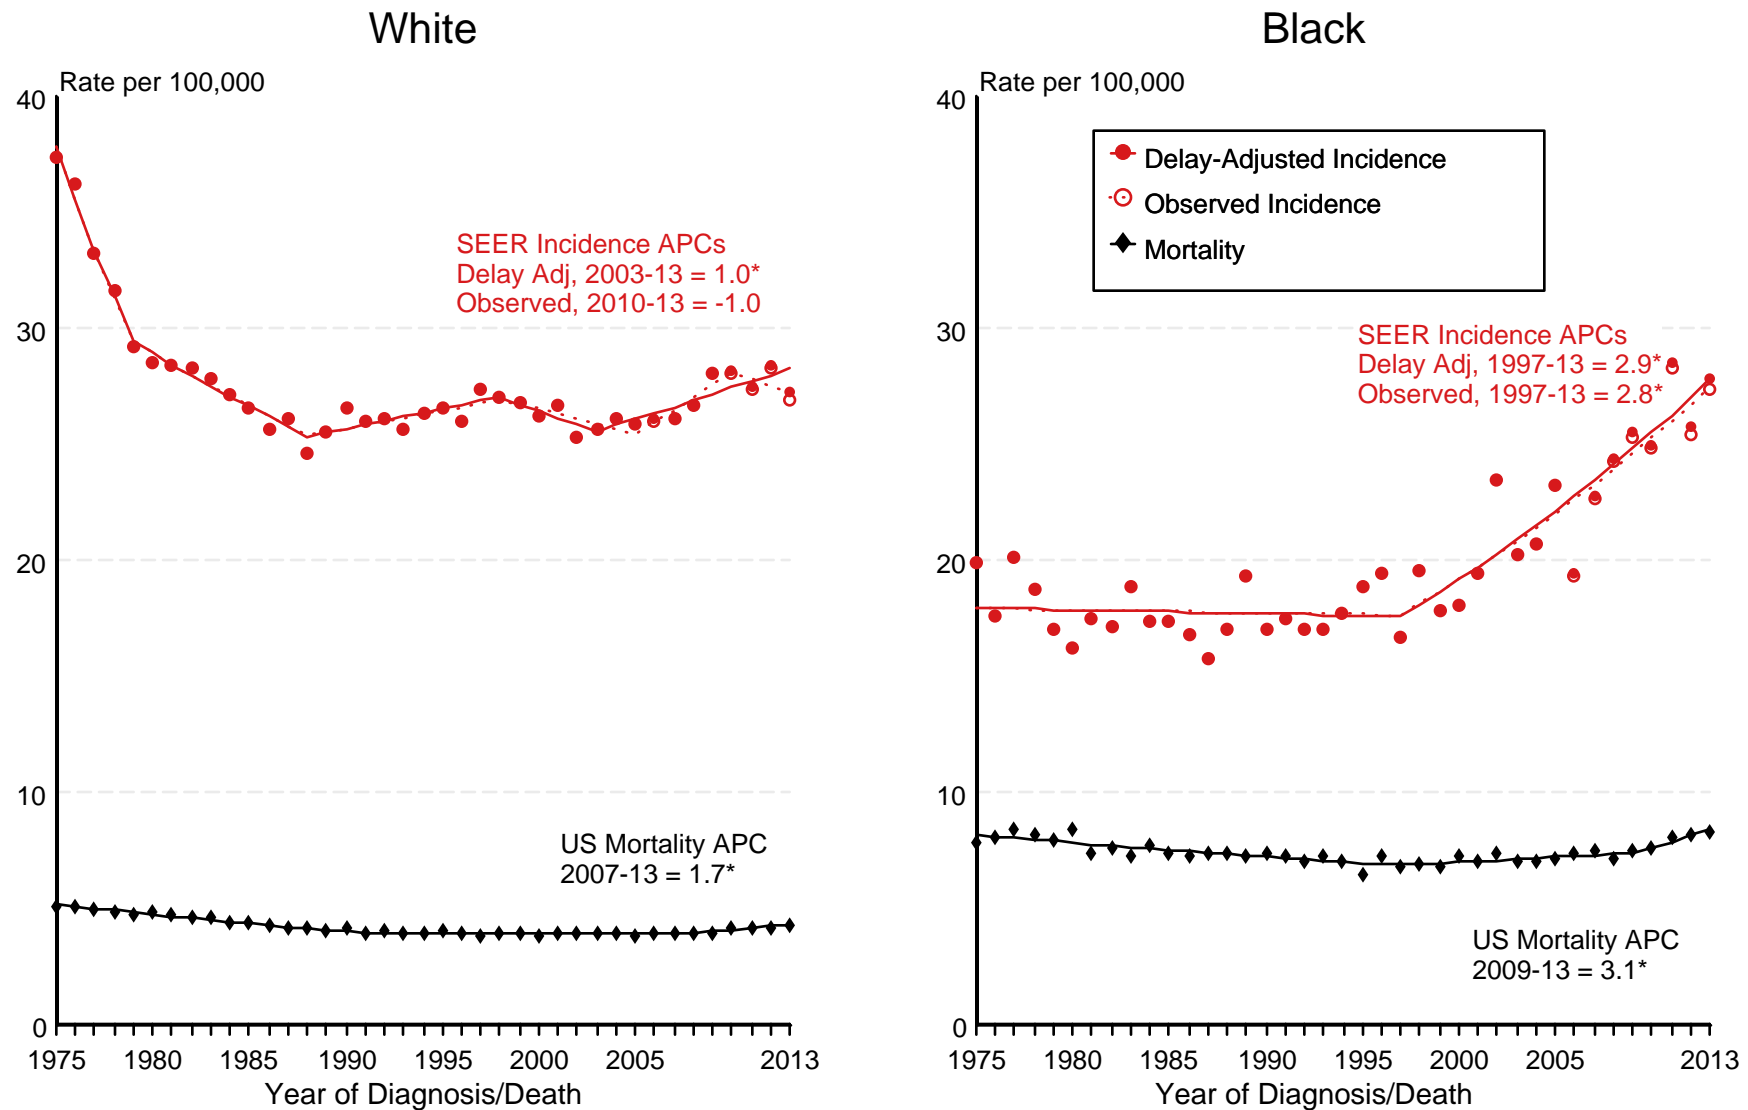 White
Rate per 100,000
40
30
20
10
0
SEER Incidence APCs
Delay Adj, 2003-13 = 1.0*
Observed, 2010-13 = -1.0
US Mortality APC
2007-13 = 1.7*
1975 1980 1985 1990 1995 2000 2005 2013
Year of Diagnosis/Death
Black
Rate per 100,000
40
30
20
10
0
Delay-Adjusted Incidence
Observed Incidence
Mortality
SEER Incidence APCs
Delay Adj, 1997-13 = 2.9*
Observed, 1997-13 = 2.8*
US Mortality APC
2009-13 = 3.1*
1975 1980 1985 1990 1995 2000 2005 2013
Year of Diagnosis/Death